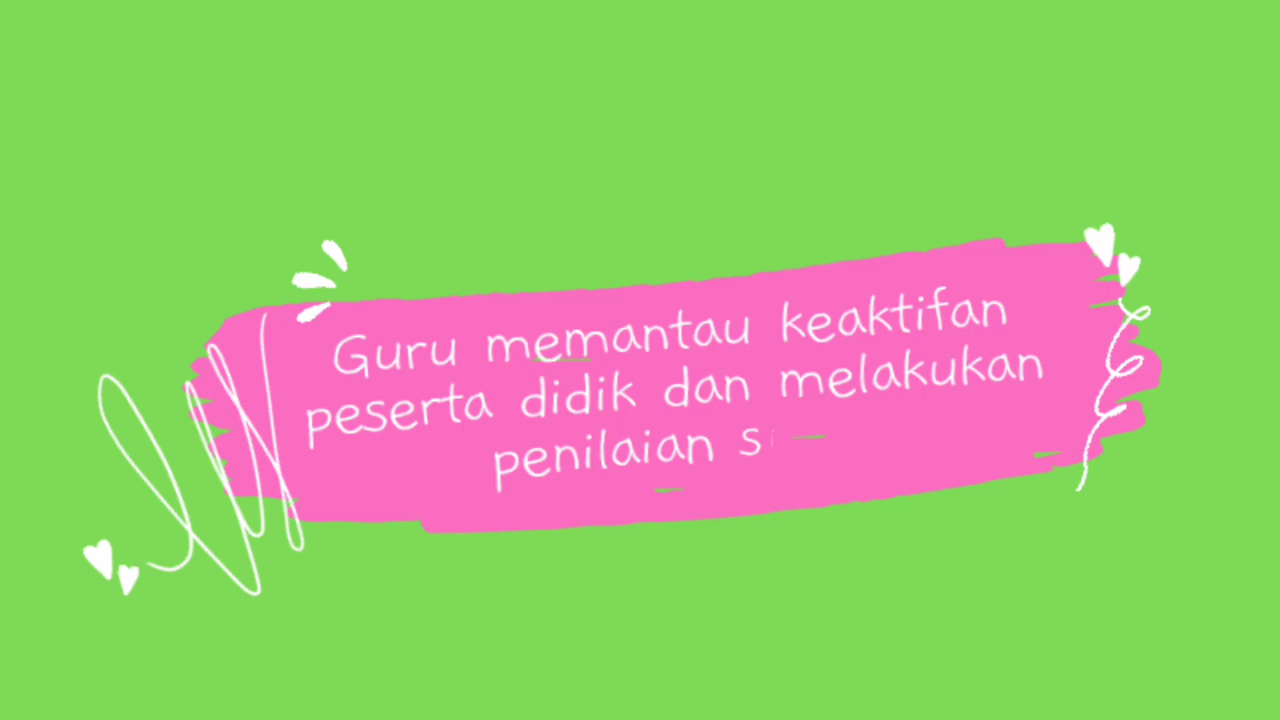 Guru memantau keaktifan
peserta didik dan melakukan
penilaian s